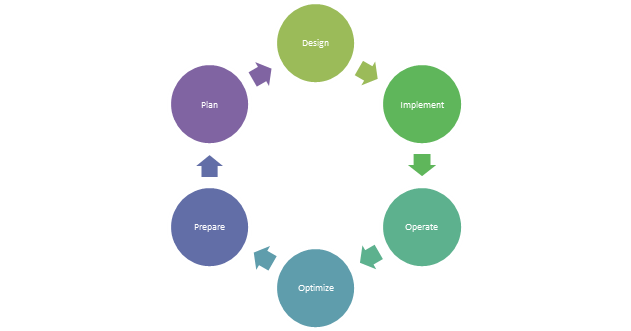 Design
Implement
Operate
Optimize
Prepare
Plan